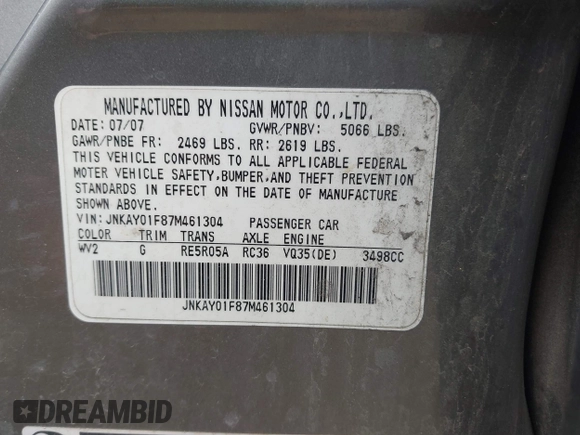 MANUFACTURED BY NISSAN MOTOR CO.,LTD.
DATE: 07/07 GVWR/PNBV: 5066 LBS.
GAWR/PNBE FR: 2469 LBS. RR: 2619 LBS.
THIS VEHICLE CONFORMS TO ALL APPLICABLE FEDERAL
MOTOR VEHICLE SAFETY,BUMPER,AND THEFT PREVENTION
STANDARDS IN EFFECT ON THE DATE OF MANUFACTURE
SHOWN ABOVE.
VIN: JNKAY01F87M461304 PASSENGER CAR
COLOR TRIM TRANS AXLE ENGINE
WV2 G RE5R05A RC36 VQ35(DE) 3498CC
JNKAY01F87M461304
DREAMBID